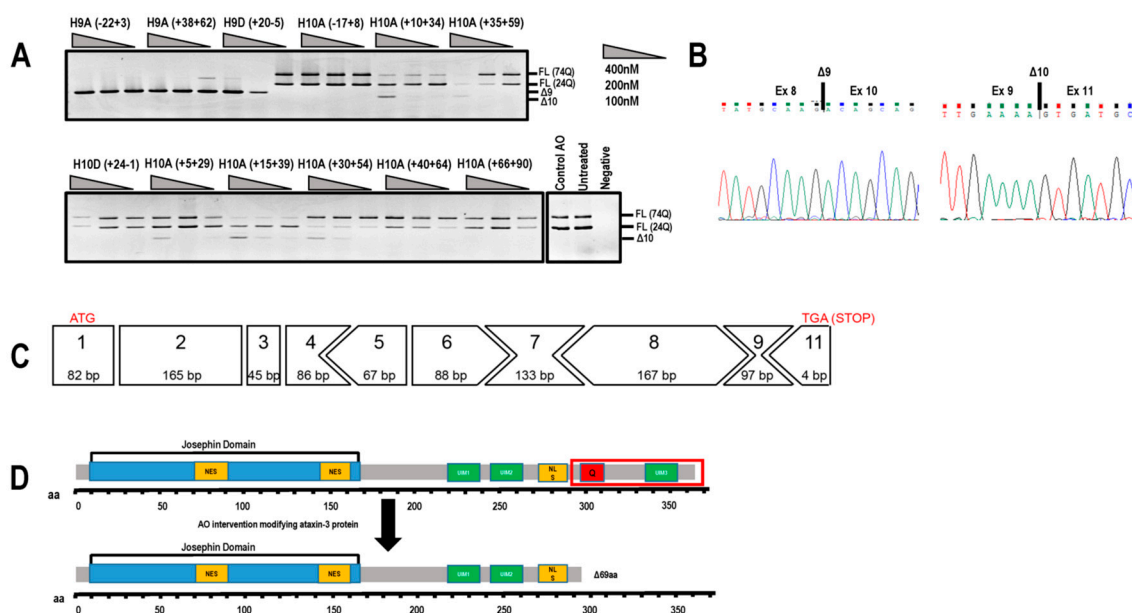 A
H9A (-22+3) H9A (+38+62) H9D (+20-5) H10A (-17+8) H10A (+10+34) H10A (+35+59)
FL (74Q)
FL (24Q)
Δ9
Δ10
400nM
200nM
100nM
H10D (+24-1) H10A (+5+29) H10A (+15+39) H10A (+30+54) H10A (+40+64) H10A (+66+90)
Control AO
Untreated
Negative
FL (74Q)
FL (24Q)
Δ10
B
Δ9
Ex 8 Ex 10
T A T G C A A G A C A G C A G
Δ10
Ex 9 Ex 11
T T G A A A A G T G A T G C
C
ATG TGA (STOP)
1 2 3 4 5 6 7 8 9 11
82 bp 165 bp 45 bp 86 bp 67 bp 88 bp 133 bp 167 bp 97 bp 4 bp
D
Josephin Domain
NES NES UIM1 UIM2 NL S Q UIM3
aa
0 50 100 150 200 250 300 350
AO intervention modifying ataxin-3 protein
Josephin Domain
NES NES UIM1 UIM2 NL S Δ69aa
aa
0 50 100 150 200 250 300 350